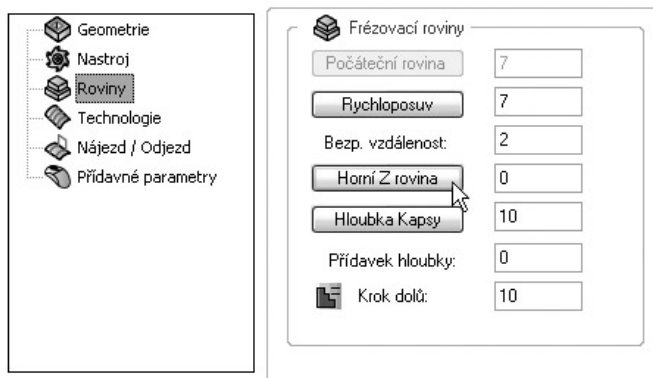 Geometrie
Nastroj
Roviny
Technologie
Nájezd / Odjezd
Přídavné parametry
Frézovací roviny
Počáteční rovina 7
Rychloposuv 7
Bezp. vzdálenost: 2
Horní Z rovina 0
Hloubka Kapsy 10
Přídavek hloubky: 0
Krok dolů: 10